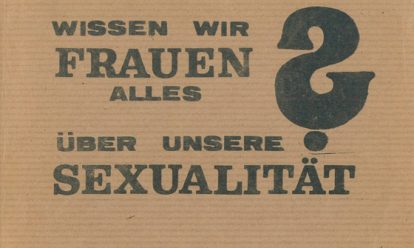 WISSEN WIR
FRAUEN
ALLES
ÜBER UNSERE
SEXUALITÄT
?